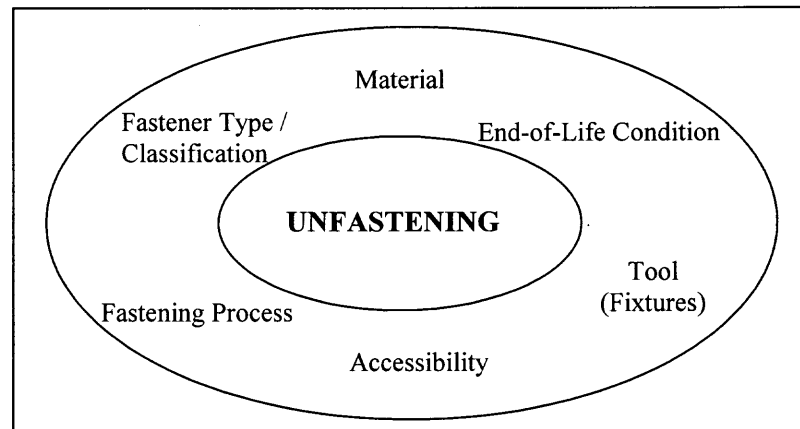 Material
Fastener Type /
Classification
End-of-Life Condition
UNFASTENING
Tool
(Fixtures)
Fastening Process
Accessibility